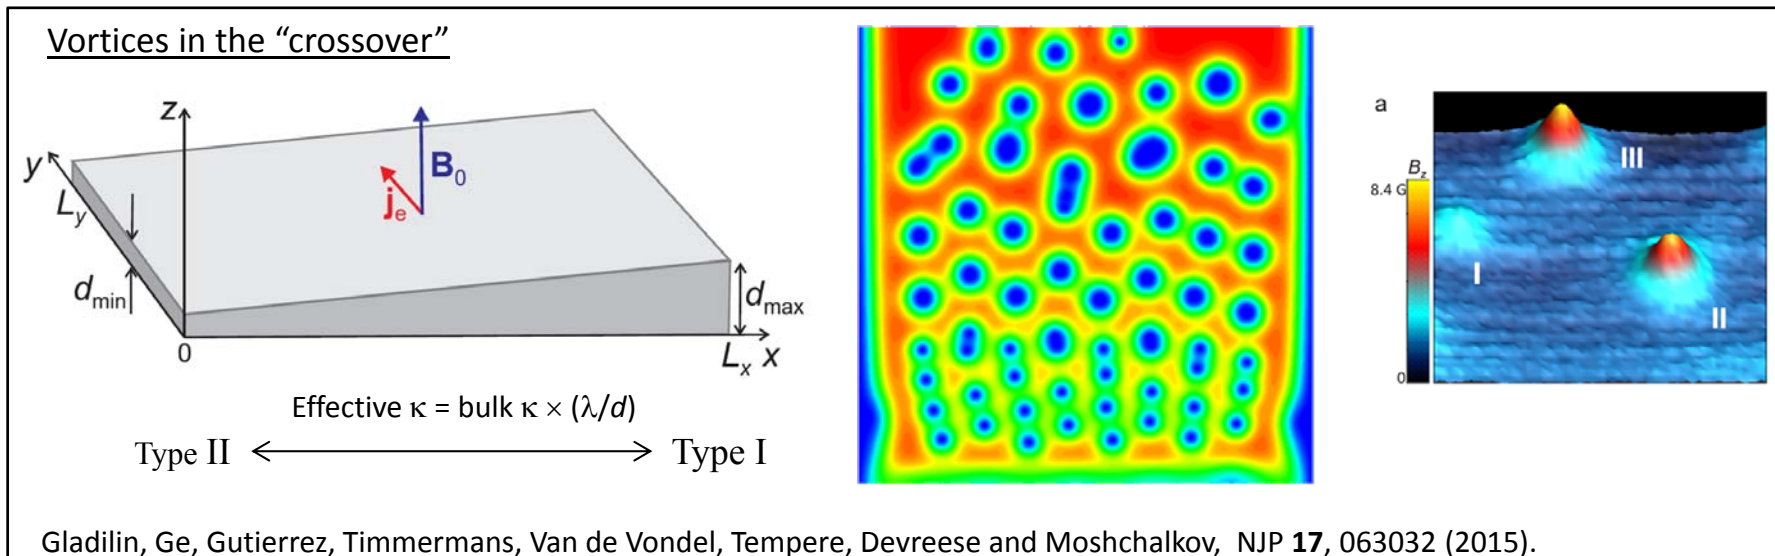 Vortices in the “crossover”
z
y
B0
je
Ly
dmin
dmax
0
Lx x
Effective κ = bulk κ × (λ/d)
Type II Type I
a
Bz
8.4 G
0
III
I
II
Gladilin, Ge, Gutierrez, Timmermans, Van de Vondel, Tempere, Devreese and Moshchalkov, NJP 17, 063032 (2015).